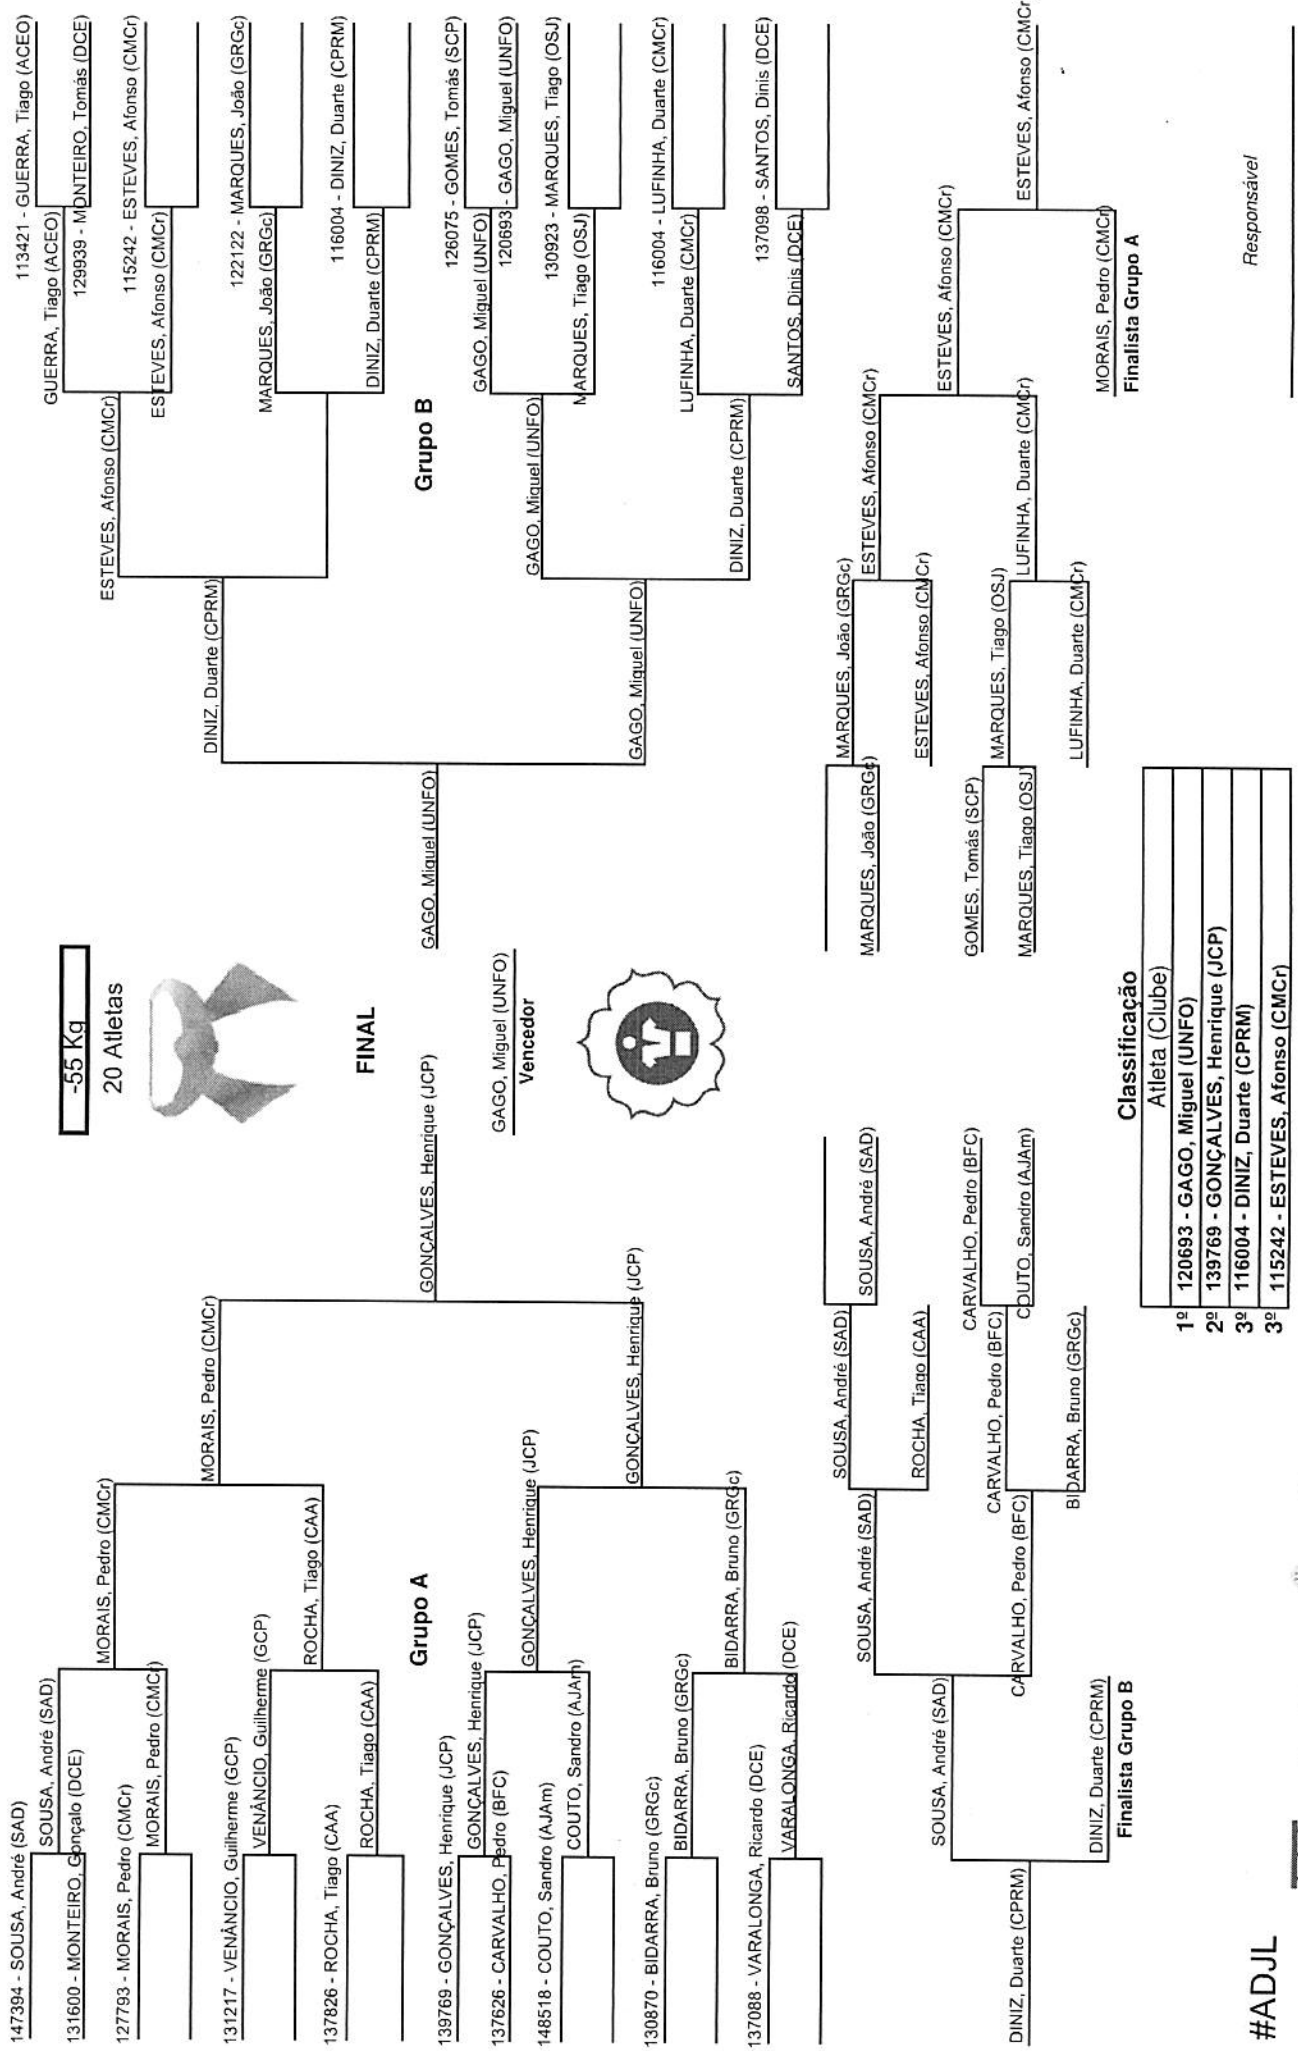 -55 Kg
20 Atletas
147394 - SOUSA, André (SAD)
131600 - MONTEIRO, Gonçalo (DCE)
127793 - MORAIS, Pedro (CMCr)
131217 - VENÂNCIO, Guilherme (GCP)
137826 - ROCHA, Tiago (CAA)
139769 - GONÇALVES, Henrique (JCP)
137626 - CARVALHO, Pedro (BFC)
148518 - COUTO, Sandro (AJAm)
130870 - BIDARRA, Bruno (GRGc)
137088 - VARALONGA, Ricardo (DCE)
SOUSA, André (SAD)
MORAIS, Pedro (CMCr)
VENÂNCIO, Guilherme (GCP)
ROCHA, Tiago (CAA)
GONÇALVES, Henrique (JCP)
COUTO, Sandro (AJAm)
BIDARRA, Bruno (GRGc)
VARALONGA, Ricardo (DCE)
MORAIS, Pedro (CMCr)
ROCHA, Tiago (CAA)
Grupo A
GONÇALVES, Henrique (JCP)
BIDARRA, Bruno (GRGc)
MORAIS, Pedro (CMCr)
GONÇALVES, Henrique (JCP)
GONÇALVES, Henrique (JCP)
FINAL
GAGO, Miguel (UNFO)
Vencedor
GAGO, Miguel (UNFO)
DINIZ, Duarte (CPRM)
GAGO, Miguel (UNFO)
ESTEVES, Afonso (CMCr)
Grupo B
GAGO, Miguel (UNFO)
DINIZ, Duarte (CPRM)
GUERRA, Tiago (ACEO)
ESTEVES, Afonso (CMCr)
MARQUES, João (GRGc)
DINIZ, Duarte (CPRM)
GAGO, Miguel (UNFO)
MARQUES, Tiago (OSJ)
LUFINHA, Duarte (CMCr)
SANTOS, Dinis (DCE)
113421 - GUERRA, Tiago (ACEO)
129939 - MONTEIRO, Tomás (DCE)
115242 - ESTEVES, Afonso (CMCr)
122122 - MARQUES, João (GRGc)
116004 - DINIZ, Duarte (CPRM)
126075 - GOMES, Tomás (SCP)
120693 - GAGO, Miguel (UNFO)
130923 - MARQUES, Tiago (OSJ)
116004 - LUFINHA, Duarte (CMCr)
137098 - SANTOS, Dinis (DCE)
DINIZ, Duarte (CPRM)
SOUSA, André (SAD)
DINIZ, Duarte (CPRM)
Finalista Grupo B
SOUSA, André (SAD)
CARVALHO, Pedro (BFC)
SOUSA, André (SAD)
ROCHA, Tiago (CAA)
CARVALHO, Pedro (BFC)
BIDARRA, Bruno (GRGc)
SOUSA, André (SAD)
CARVALHO, Pedro (BFC)
COUTO, Sandro (AJAm)
MARQUES, João (GRGc)
GOMES, Tomás (SCP)
MARQUES, Tiago (OSJ)
MARQUES, João (GRGc)
ESTEVES, Afonso (CMCr)
MARQUES, Tiago (OSJ)
LUFINHA, Duarte (CMCr)
ESTEVES, Afonso (CMCr)
LUFINHA, Duarte (CMCr)
ESTEVES, Afonso (CMCr)
MORAIS, Pedro (CMCr)
Finalista Grupo A
ESTEVES, Afonso (CMCr
Classificação
Atleta (Clube)
1º 120693 - GAGO, Miguel (UNFO)
2º 139769 - GONÇALVES, Henrique (JCP)
3º 116004 - DINIZ, Duarte (CPRM)
3º 115242 - ESTEVES, Afonso (CMCr)
#ADJL
Responsável